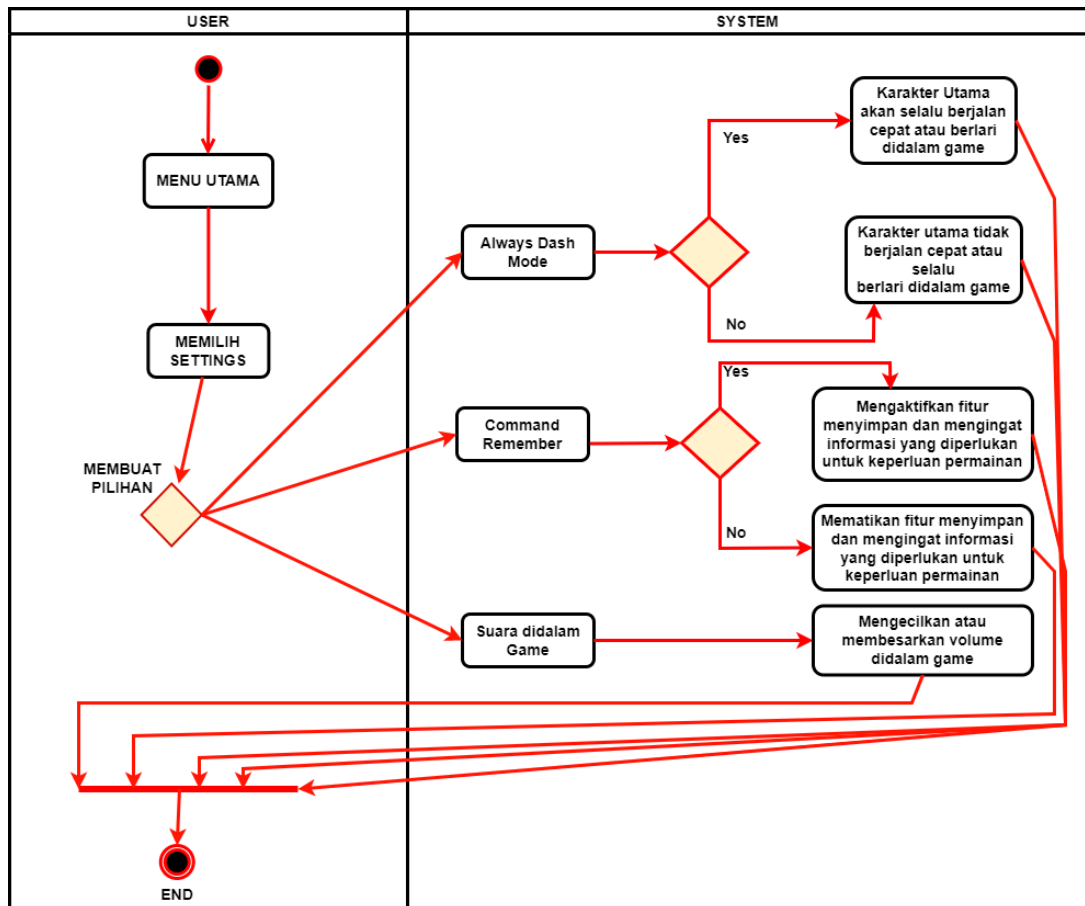 USER
SYSTEM
MENU UTAMA
MEMILIH
SETTINGS
MEMBUAT
PILIHAN
Always Dash
Mode
Yes
Karakter Utama
akan selalu berjalan
cepat atau berlari
didalam game
No
Karakter utama tidak
berjalan cepat atau
selalu
berlari didalam game
Command
Remember
Yes
Mengaktifkan fitur
menyimpan dan mengingat
informasi yang diperlukan
untuk keperluan permainan
No
Mematikan fitur menyimpan
dan mengingat informasi
yang diperlukan untuk
keperluan permainan
Suara didalam
Game
Mengecilkan atau
membesarkan volume
didalam game
END